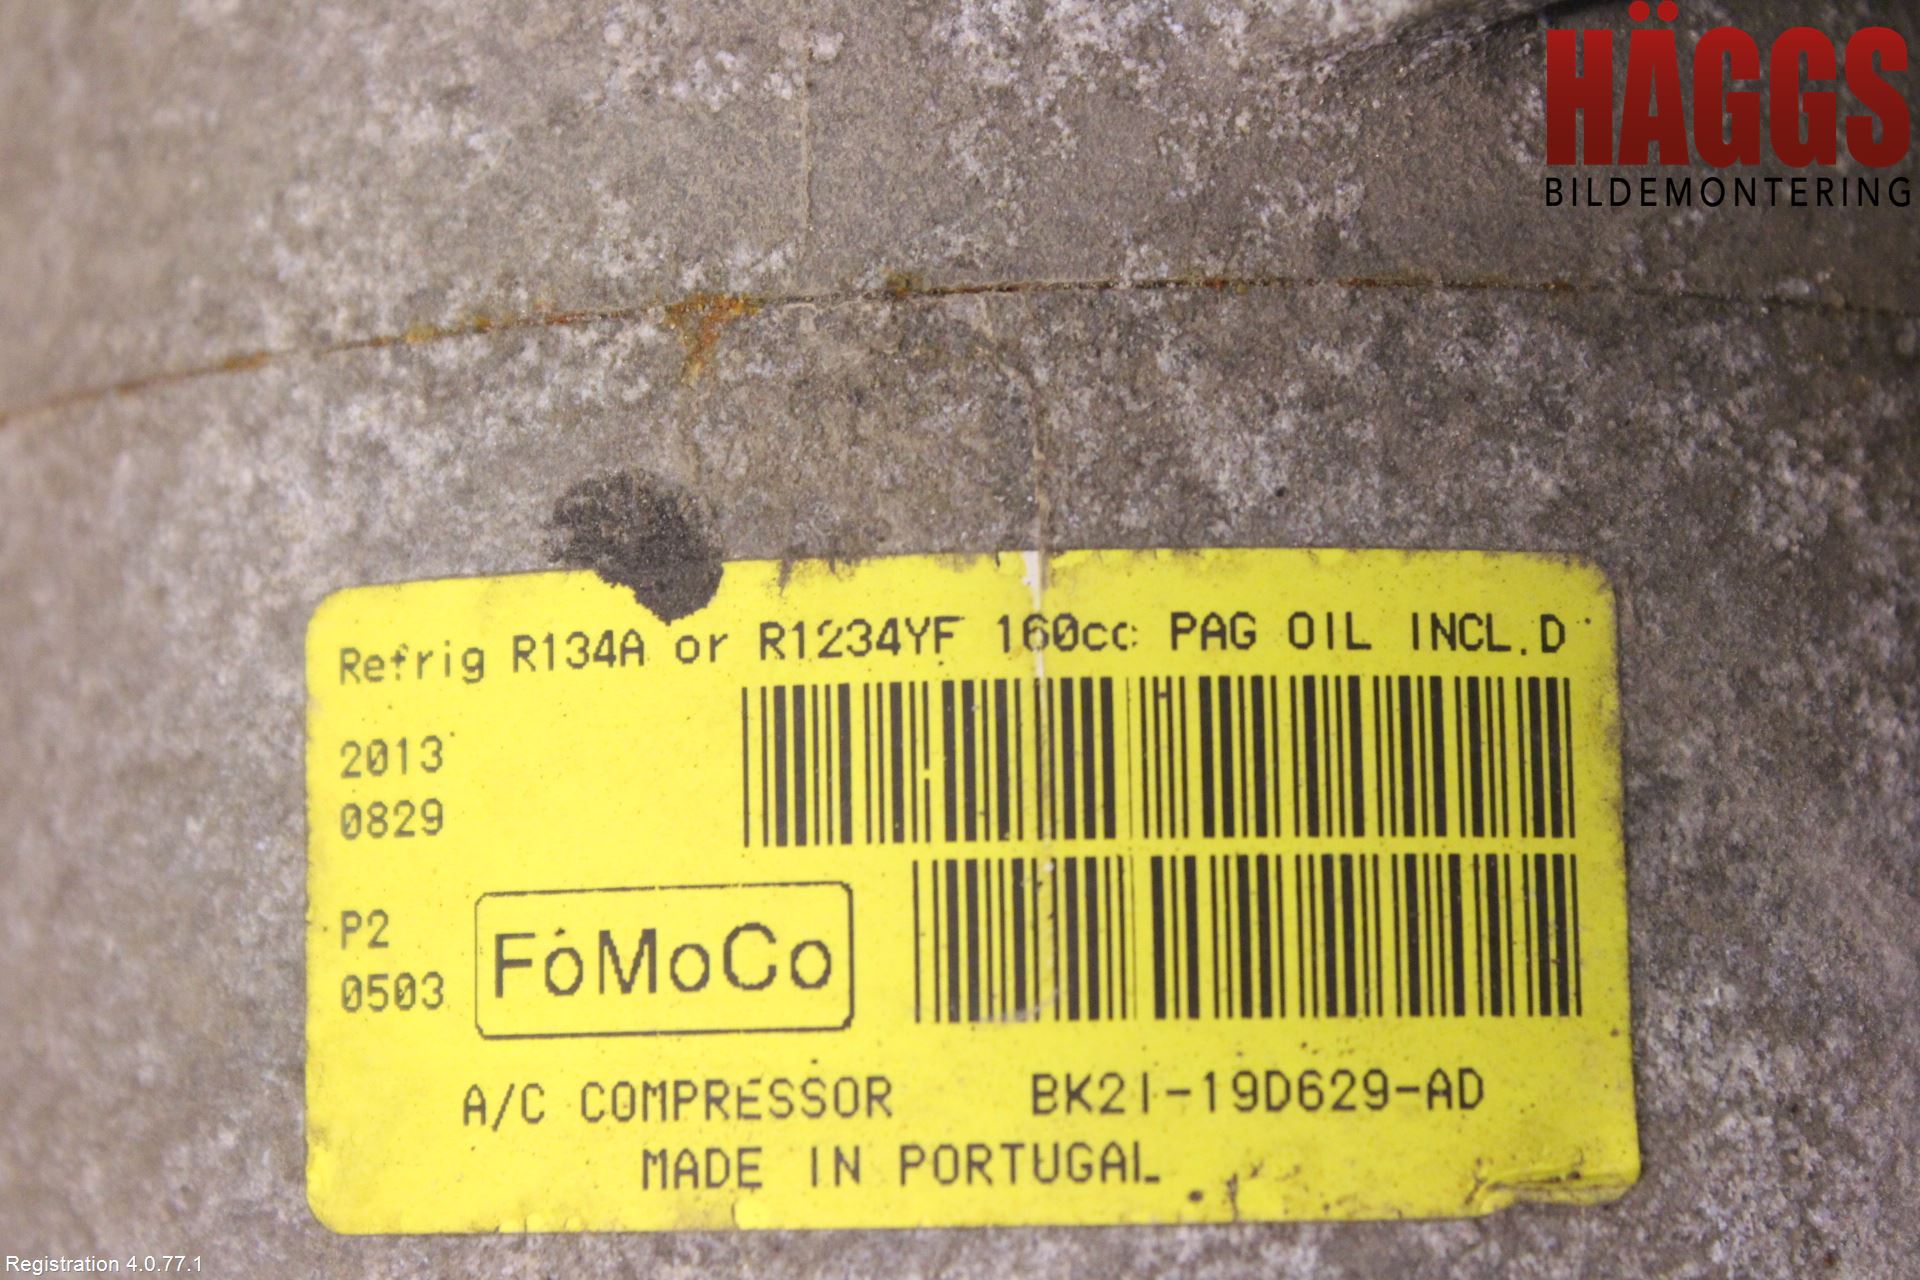 HÄGGS
BILDEMONTERING
Refrig R134A or R1234YF 160cc PAG OIL INCL.D
2013
0829
P2
0503
FoMoCo
A/C COMPRESSOR BK21-19D629-AD
MADE IN PORTUGAL
Registration 4.0.77.1